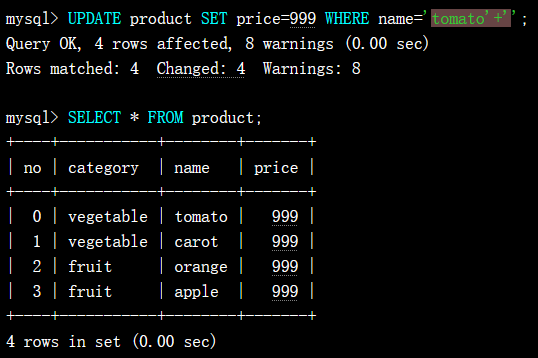 mysql> UPDATE product SET price=999 WHERE name='tomato'+'';
Query OK, 4 rows affected, 8 warnings (0.00 sec)
Rows matched: 4  Changed: 4  Warnings: 8
mysql> SELECT * FROM product;
+----+-----------+--------+-------+
| no | category  | name   | price |
+----+-----------+--------+-------+
|  0 | vegetable | tomato |   999 |
|  1 | vegetable | carot  |   999 |
|  2 | fruit     | orange |   999 |
|  3 | fruit     | apple  |   999 |
+----+-----------+--------+-------+
4 rows in set (0.00 sec)